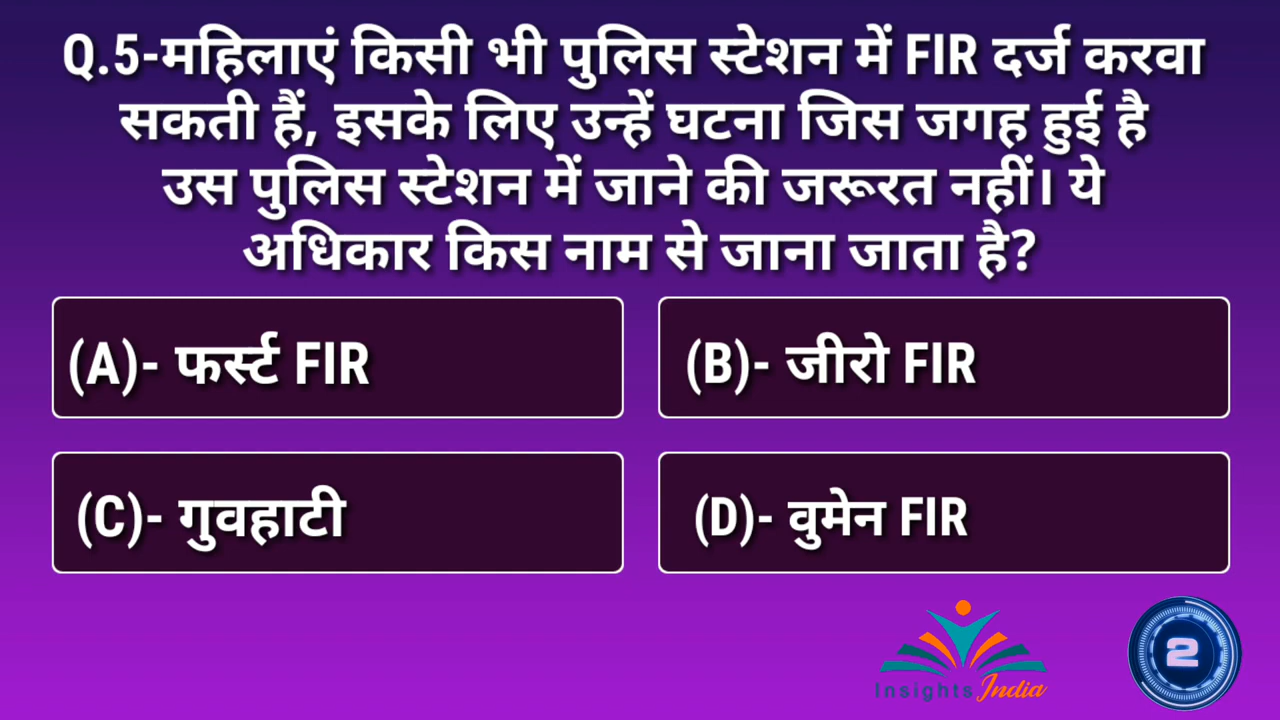 Q.5-महिलाएं किसी भी पुलिस स्टेशन में FIR दर्ज करवा
सकती हैं, इसके लिए उन्हें घटना जिस जगह हुई है
उस पुलिस स्टेशन में जाने की जरूरत नहीं। ये
अधिकार किस नाम से जाना जाता है?
(A)- फर्स्ट FIR
(B)- जीरो FIR
(C)- गुवहाटी
(D)- वुमेन FIR
Insights India
2